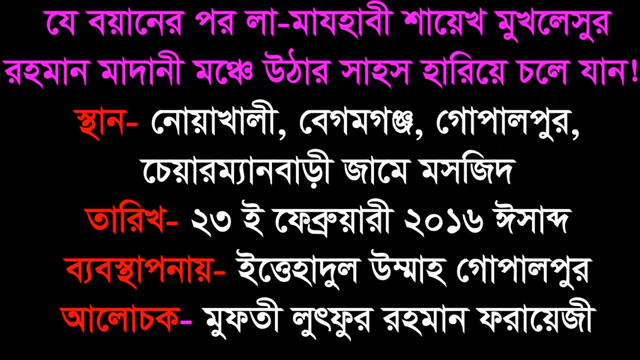 যে বয়ানের পর লা-মাযহাবী শায়েখ মুখলেসুর
রহমান মাদানী মঞ্চে উঠার সাহস হারিয়ে চলে যান!
স্থান- নোয়াখালী, বেগমগঞ্জ, গোপালপুর,
চেয়ারম্যানবাড়ী জামে মসজিদ
তারিখ- ২৩ ই ফেব্রুয়ারী ২০১৬ ঈসাব্দ
ব্যবস্থাপনায়- ইত্তেহাদুল উম্মাহ গোপালপুর
আলোচক- মুফতী লুৎফুর রহমান ফরায়েজী